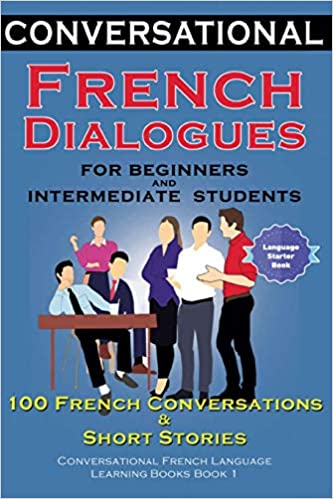 CONVERSATIONAL
FRENCH
DIALOGUES
FOR BEGINNERS
AND
INTERMEDIATE STUDENTS
Language
Starter
Book
100 FRENCH CONVERSATIONS
&
SHORT STORIES
CONVERSATIONAL FRENCH LANGUAGE
LEARNING BOOKS BOOK 1